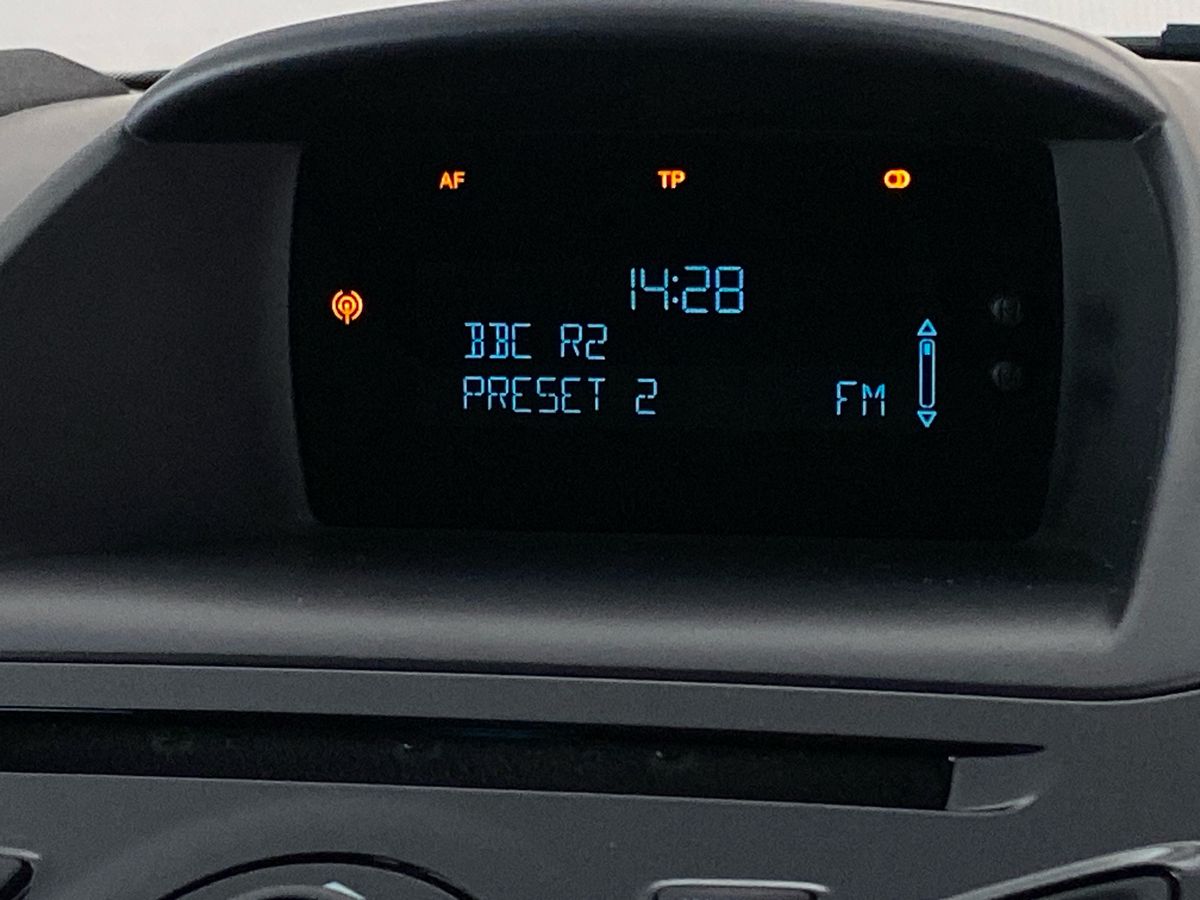 AF TP
14:28
BBC R2
PRESET 2 FM